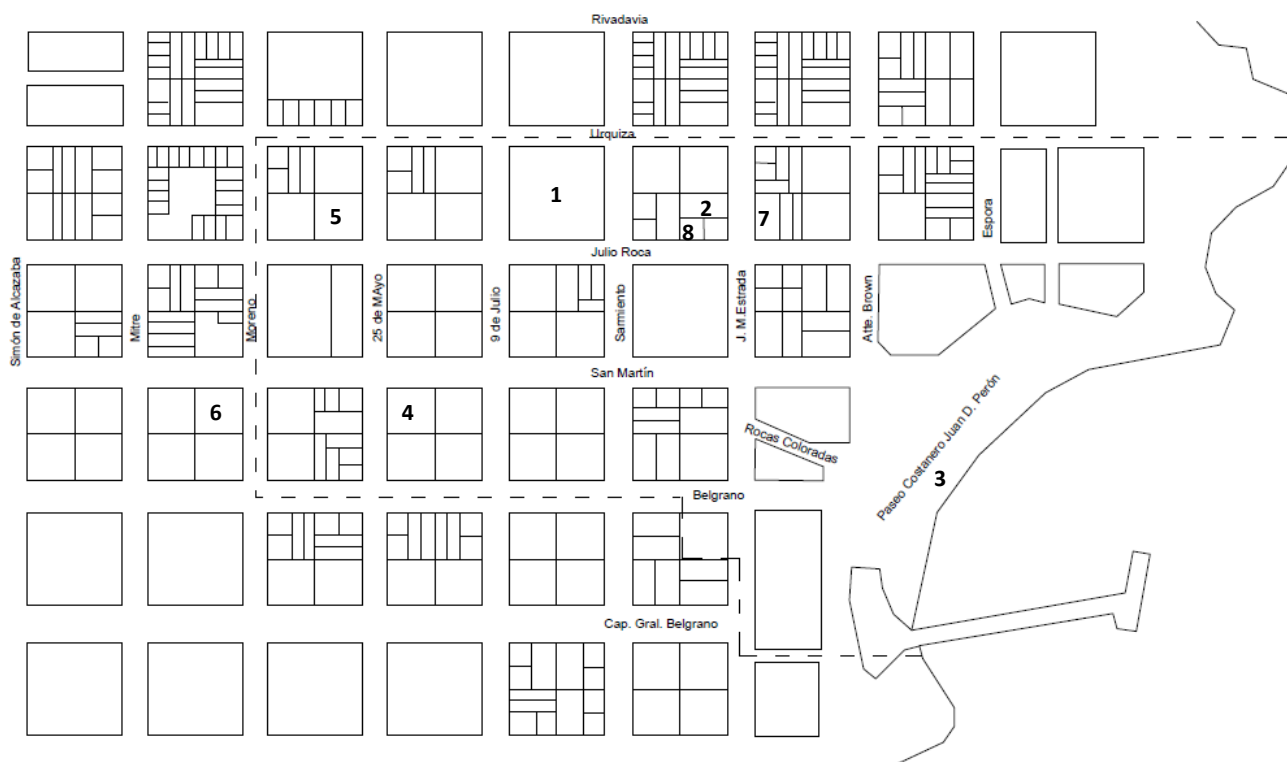 Rivadavia
Urquiza
1
5
2
7
8
Espora
Julio Roca
Simón de Alcazaba
Mitre
Moreno
25 de MAyo
9 de Julio
Sarmiento
J. M.Estrada
Atte. Brown
San Martín
6
4
Rocas Coloradas
Paseo Costanero Juan D. Perón
3
Belgrano
Cap. Gral. Belgrano